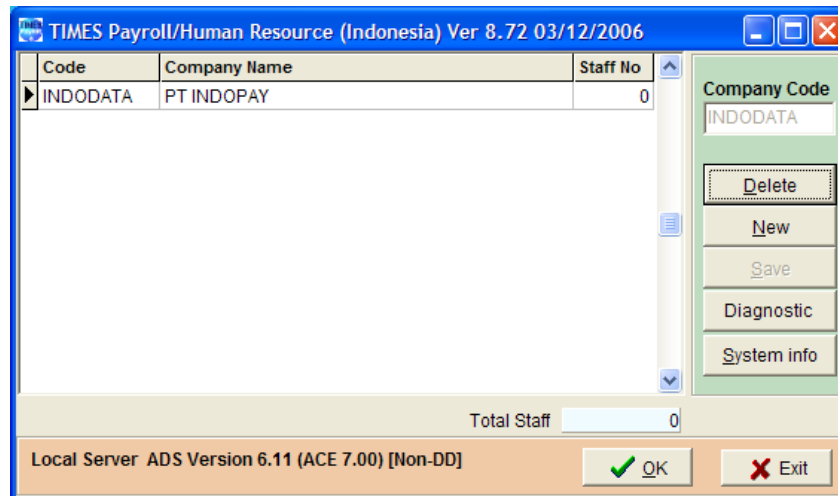 TIMES Payroll/Human Resource (Indonesia) Ver 8.72 03/12/2006
Code Company Name Staff No
INDODATA PT INDOPAY 0
Company Code
INDODATA
Delete
New
Save
Diagnostic
System info
Total Staff 0
Local Server ADS Version 6.11 (ACE 7.00) [Non-DD]
OK
Exit